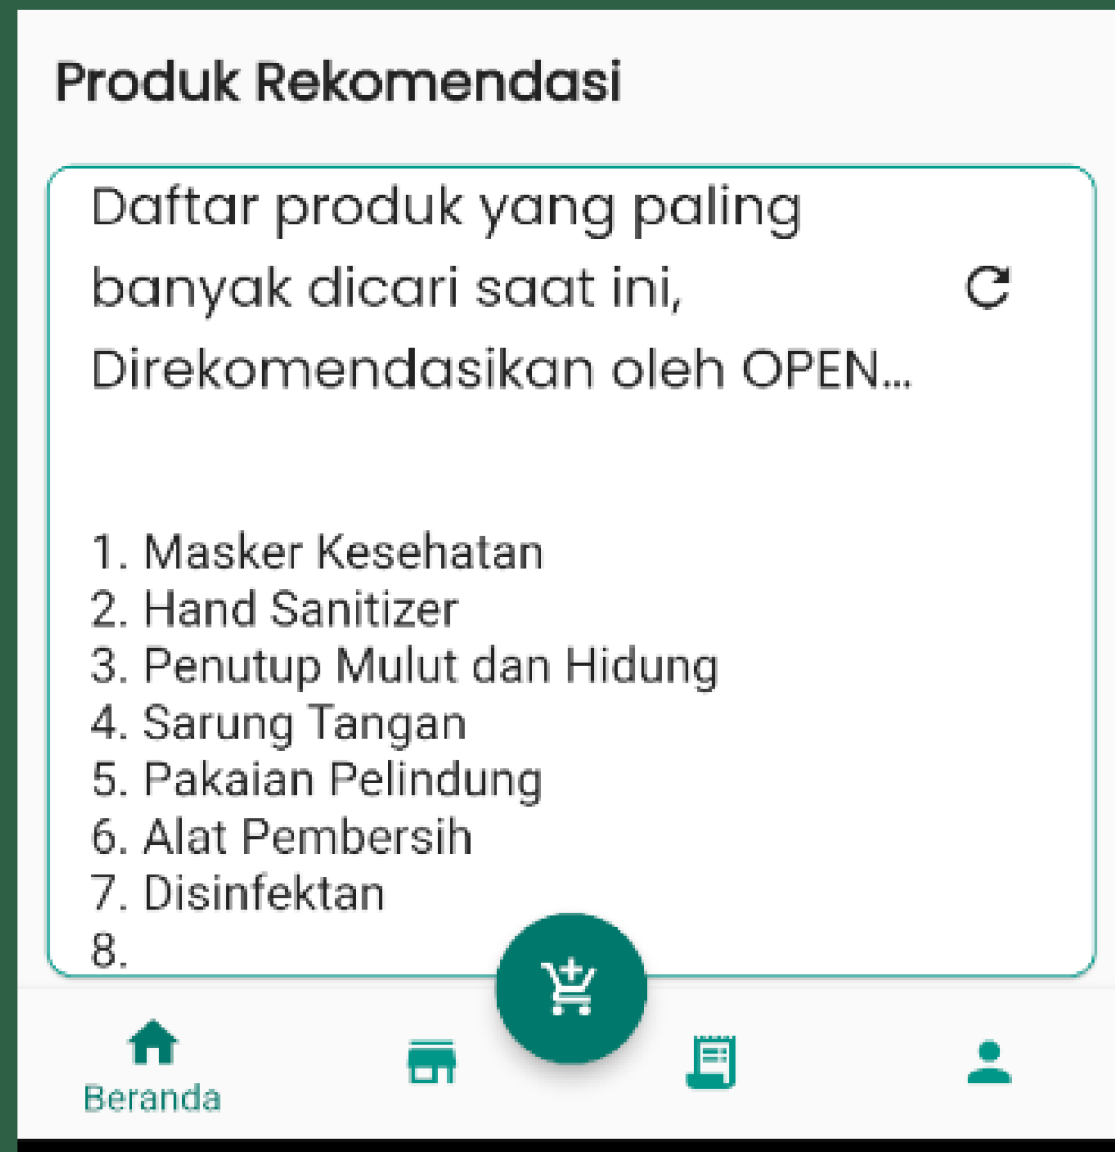 Produk Rekomendasi
Daftar produk yang paling
banyak dicari saat ini,
Direkomendasikan oleh OPEN...
1. Masker Kesehatan
2. Hand Sanitizer
3. Penutup Mulut dan Hidung
4. Sarung Tangan
5. Pakaian Pelindung
6. Alat Pembersih
7. Disinfektan
8.
Beranda